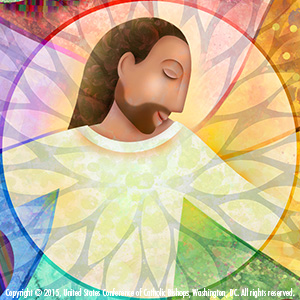 Copyright © 2015, United States Conference of Catholic Bishops, Washington, DC. All rights reserved.